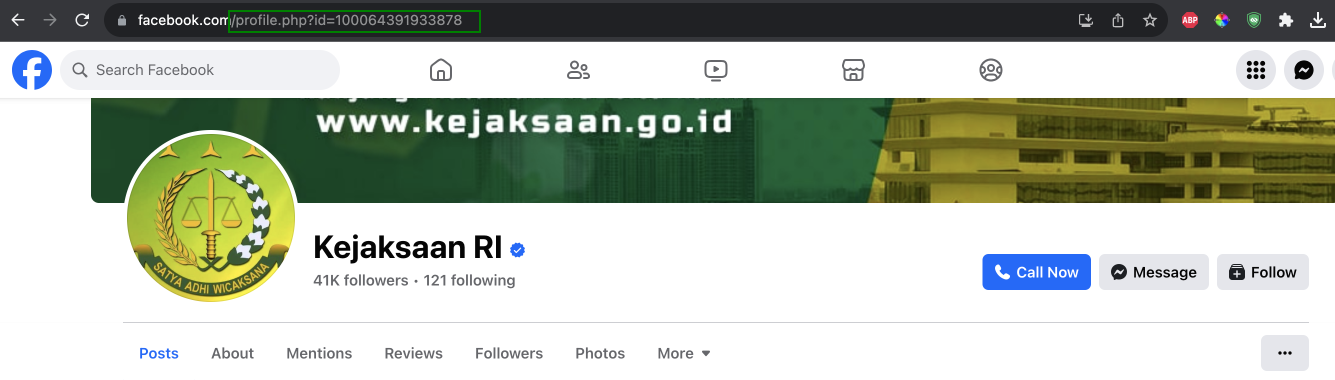 facebook.com/profile.php?id=100064391933878
ABP
Search Facebook
www.kejaksaan.go.id
SATYA ADHI WICAKSANA
Kejaksaan RI
41K followers • 121 following
Call Now
Message
Follow
Posts
About
Mentions
Reviews
Followers
Photos
More